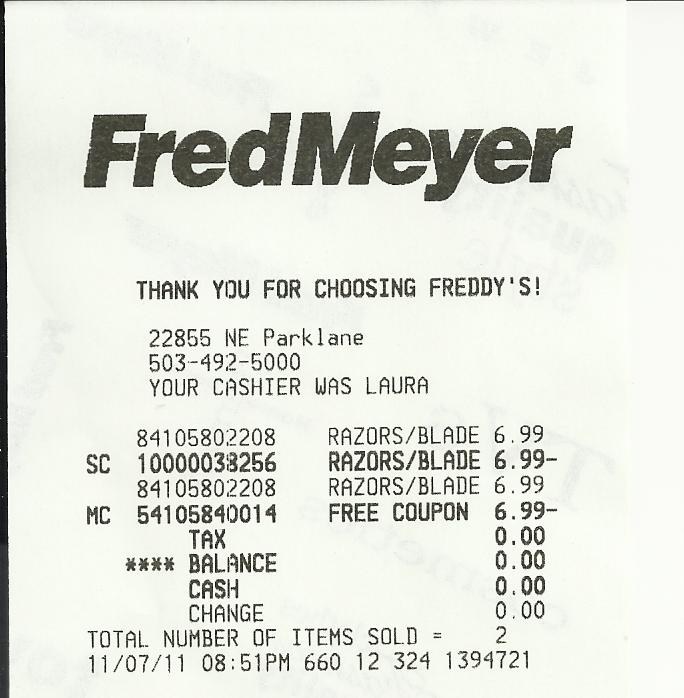 FredMeyer
THANK YOU FOR CHOOSING FREDDY'S!
22855 NE Parklane
503-492-5000
YOUR CASHIER WAS LAURA
84105802208 RAZORS/BLADE 6.99
SC 10000038256 RAZORS/BLADE 6.99-
84105802208 RAZORS/BLADE 6.99
MC 54105840014 FREE COUPON 6.99-
TAX 0.00
**** BALANCE 0.00
CASH 0.00
CHANGE 0.00
TOTAL NUMBER OF ITEMS SOLD = 2
11/07/11 08:51PM 660 12 324 1394721